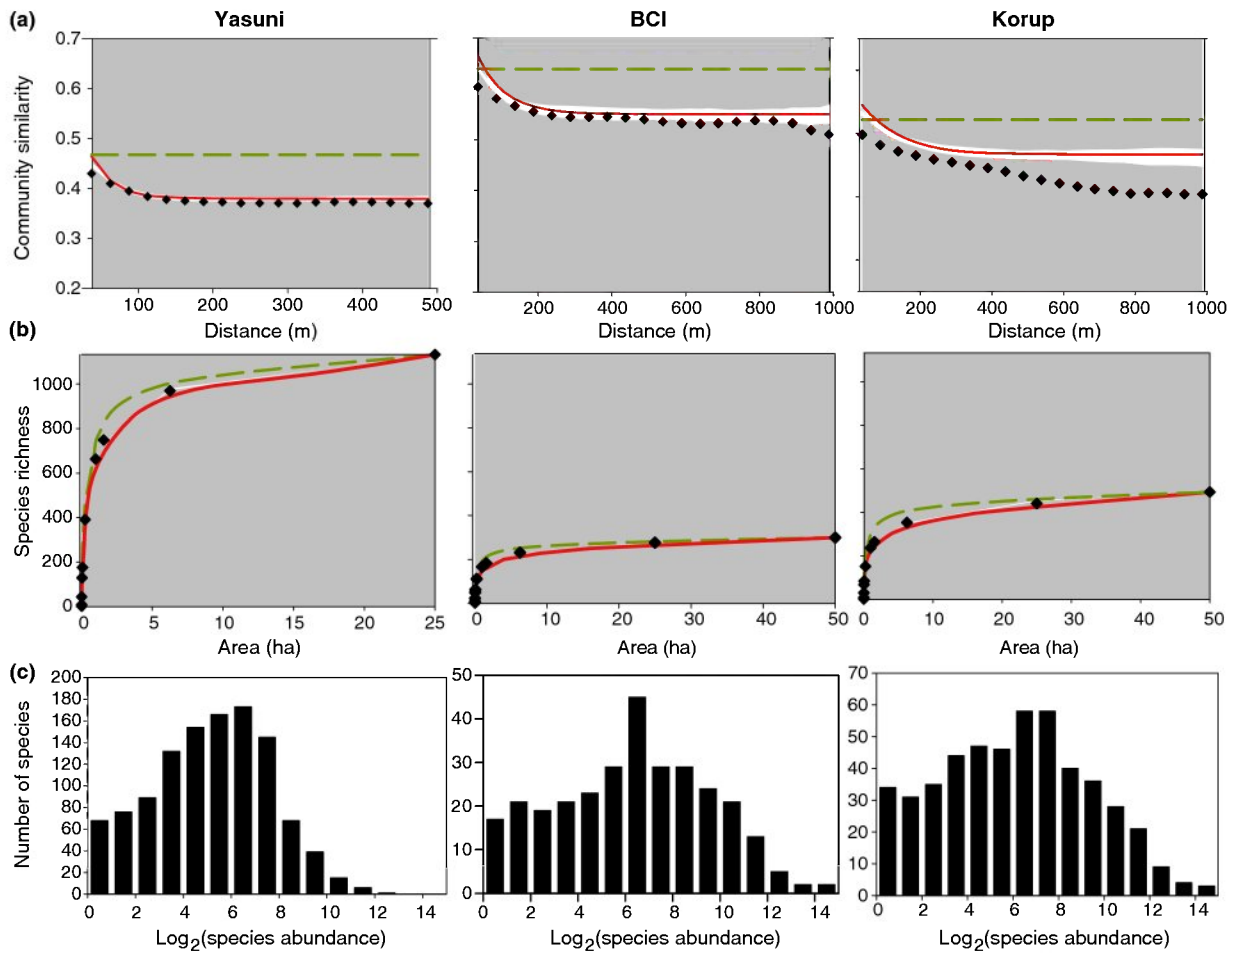 (a) Yasuni BCI Korup
0.7
0.6
0.5
0.4
0.3
0.2
Community similarity
100 200 300 400 500
200 400 600 800 1000
200 400 600 800 1000
Distance (m) Distance (m) Distance (m)
(b)
1000
800
600
400
200
0
Species richness
0 5 10 15 20 25
0 10 20 30 40 50
0 10 20 30 40 50
Area (ha) Area (ha) Area (ha)
(c)
200
180
160
140
120
100
80
60
40
20
0
Number of species
50
40
30
20
10
0
70
60
50
40
30
20
10
0
0 2 4 6 8 10 12 14
0 2 4 6 8 10 12 14
0 2 4 6 8 10 12 14
Log2(species abundance) Log2(species abundance) Log2(species abundance)